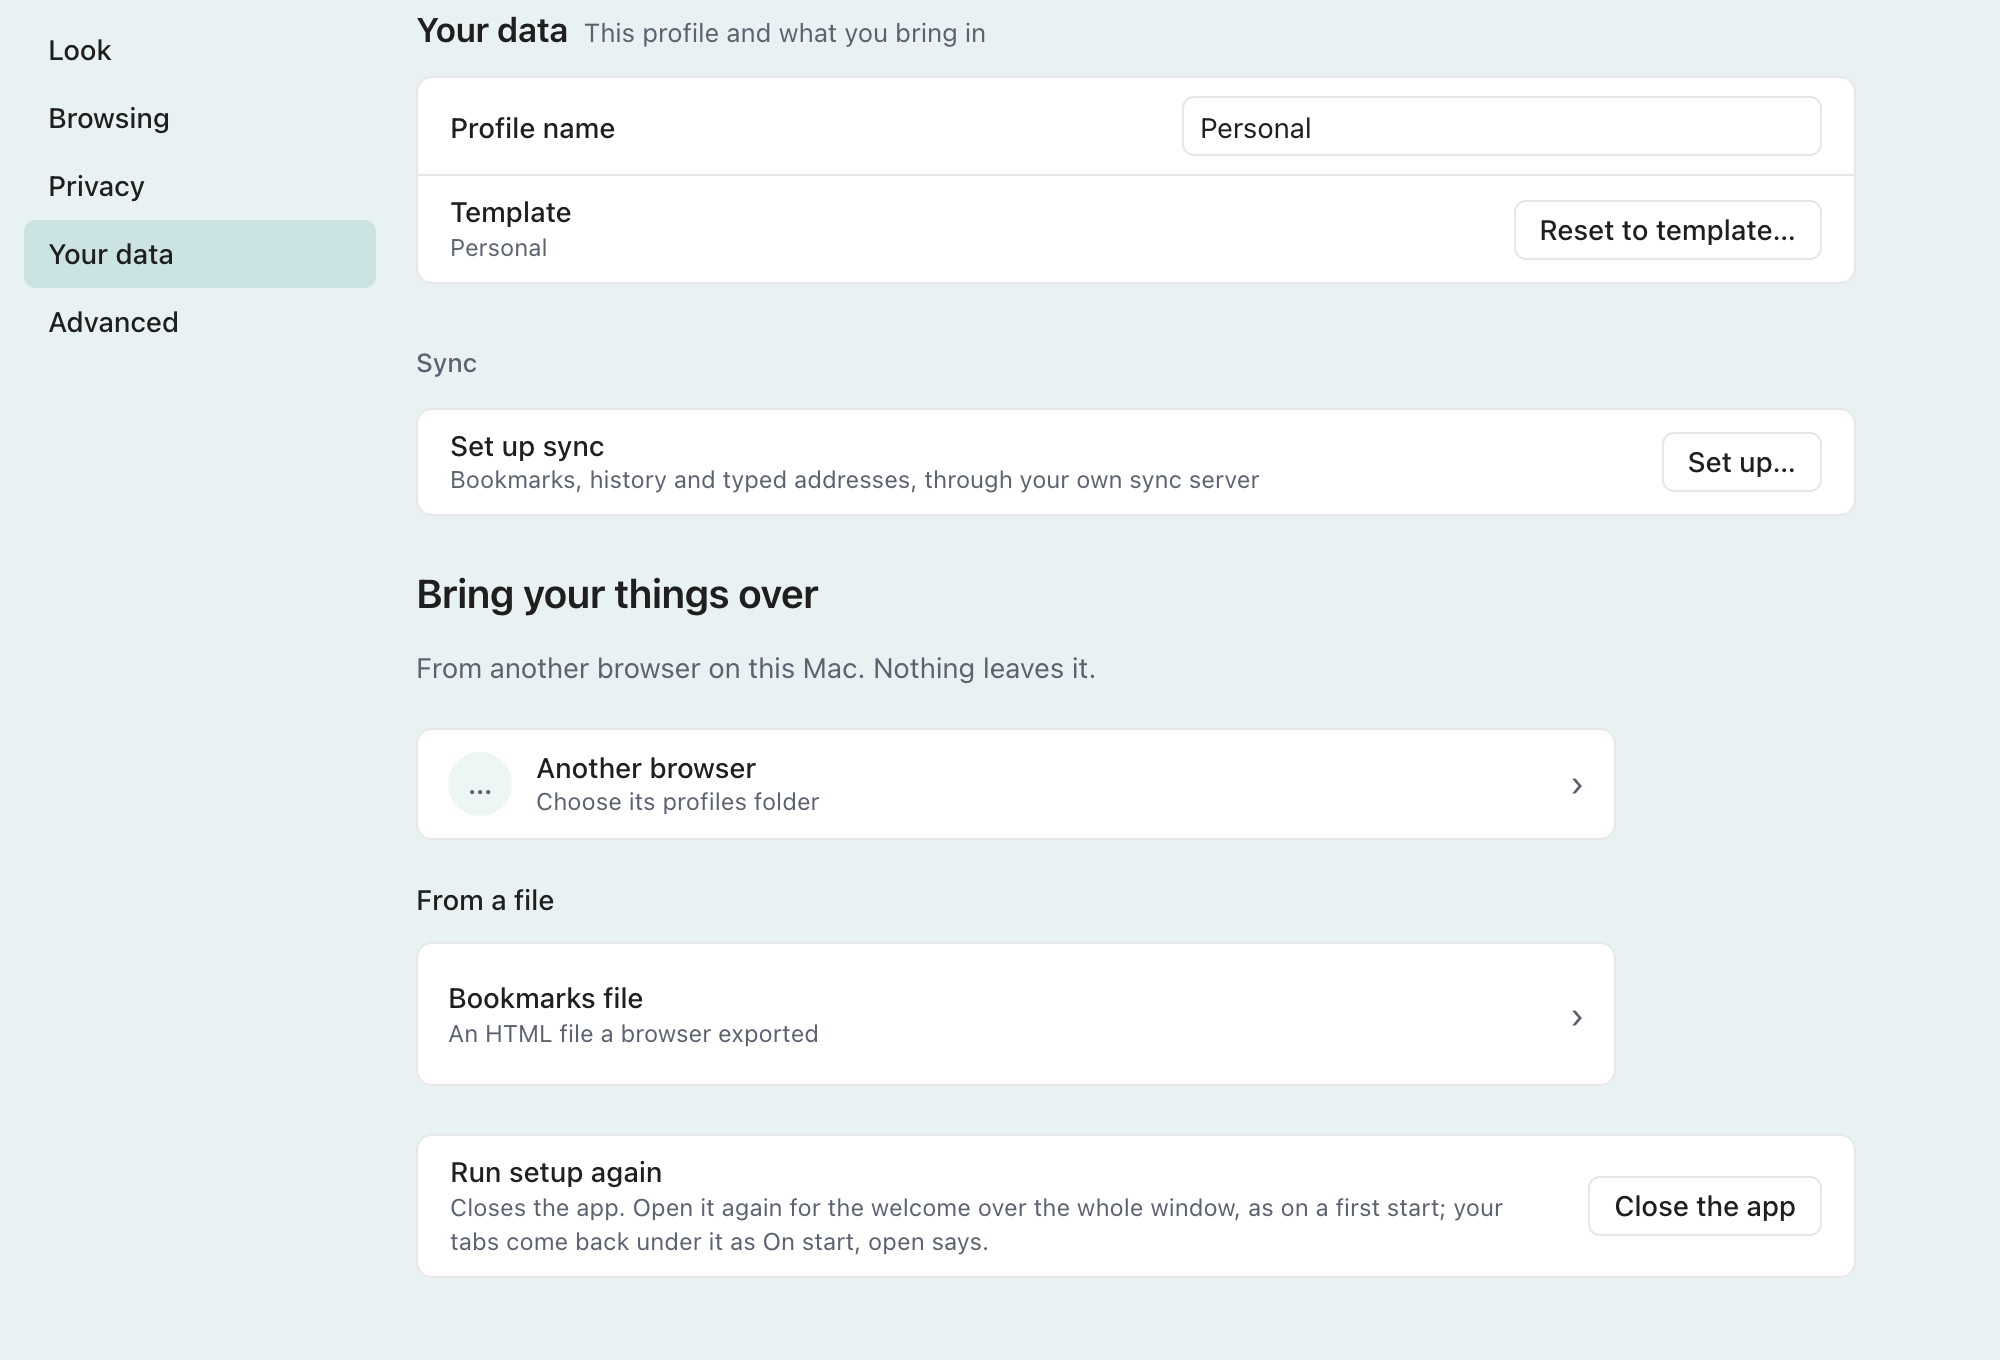 Look
Browsing
Privacy
Your data
Advanced
Your data This profile and what you bring in
Profile name
Personal
Template
Personal
Reset to template...
Sync
Set up sync
Bookmarks, history and typed addresses, through your own sync server
Set up...
Bring your things over
From another browser on this Mac. Nothing leaves it.
...
Another browser
Choose its profiles folder
From a file
Bookmarks file
An HTML file a browser exported
Run setup again
Closes the app. Open it again for the welcome over the whole window, as on a first start; your
tabs come back under it as On start, open says.
Close the app